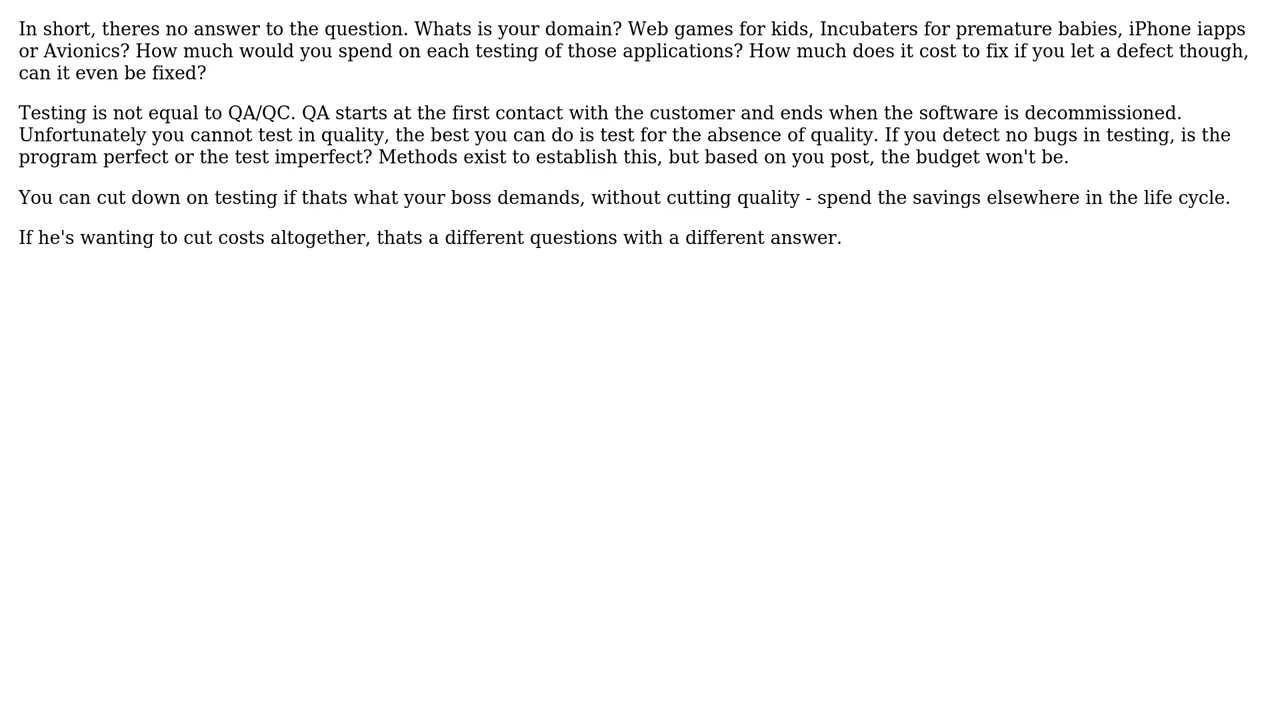 In short, theres no answer to the question. Whats is your domain? Web games for kids, Incubaters for premature babies, iPhone iapps
or Avionics? How much would you spend on each testing of those applications? How much does it cost to fix if you let a defect though,
can it even be fixed?
Testing is not equal to QA/QC. QA starts at the first contact with the customer and ends when the software is decommissioned.
Unfortunately you cannot test in quality, the best you can do is test for the absence of quality. If you detect no bugs in testing, is the
program perfect or the test imperfect? Methods exist to establish this, but based on you post, the budget won't be.
You can cut down on testing if thats what your boss demands, without cutting quality - spend the savings elsewhere in the life cycle.
If he's wanting to cut costs altogether, thats a different questions with a different answer.